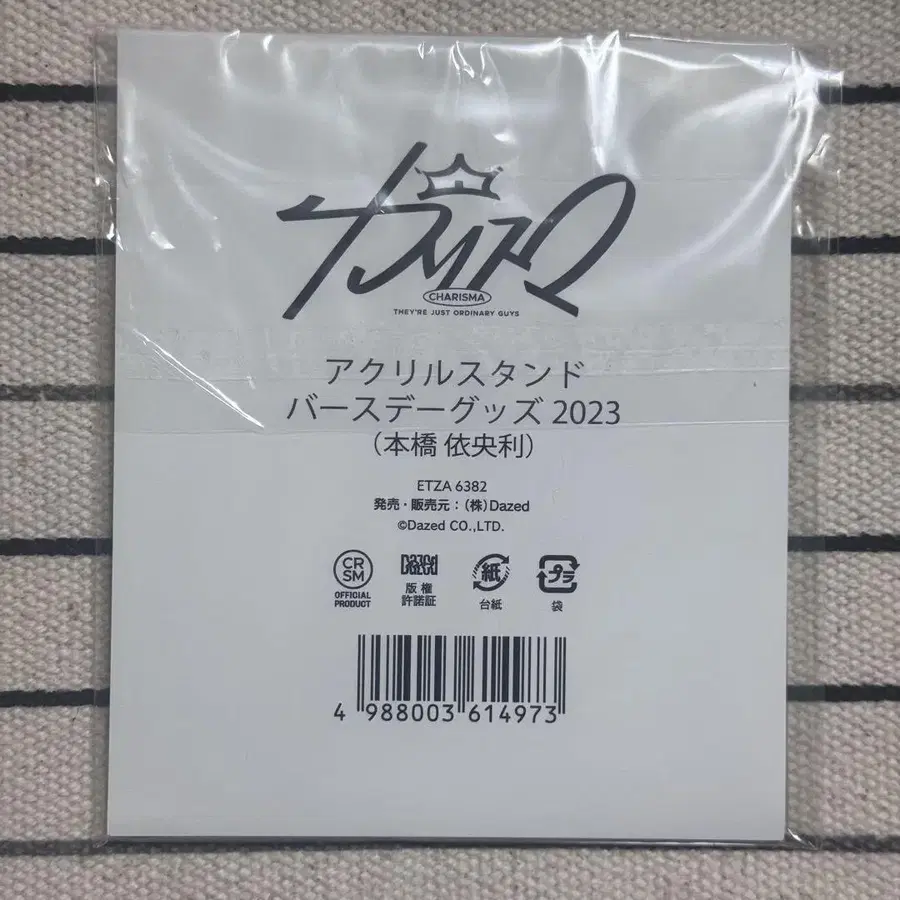 カリスマ
CHARISMA
THEY'RE JUST ORDINARY GUYS
アクリルスタンド
バースデーグッズ 2023
（本橋 依央利）
ETZA 6382
発売・販売元：（株）Dazed
©Dazed CO.,LTD.
CR
SM
OFFICIAL
PRODUCT
Dazed
版権
許諾証
紙
台紙
プラ
袋
4 988003 614973